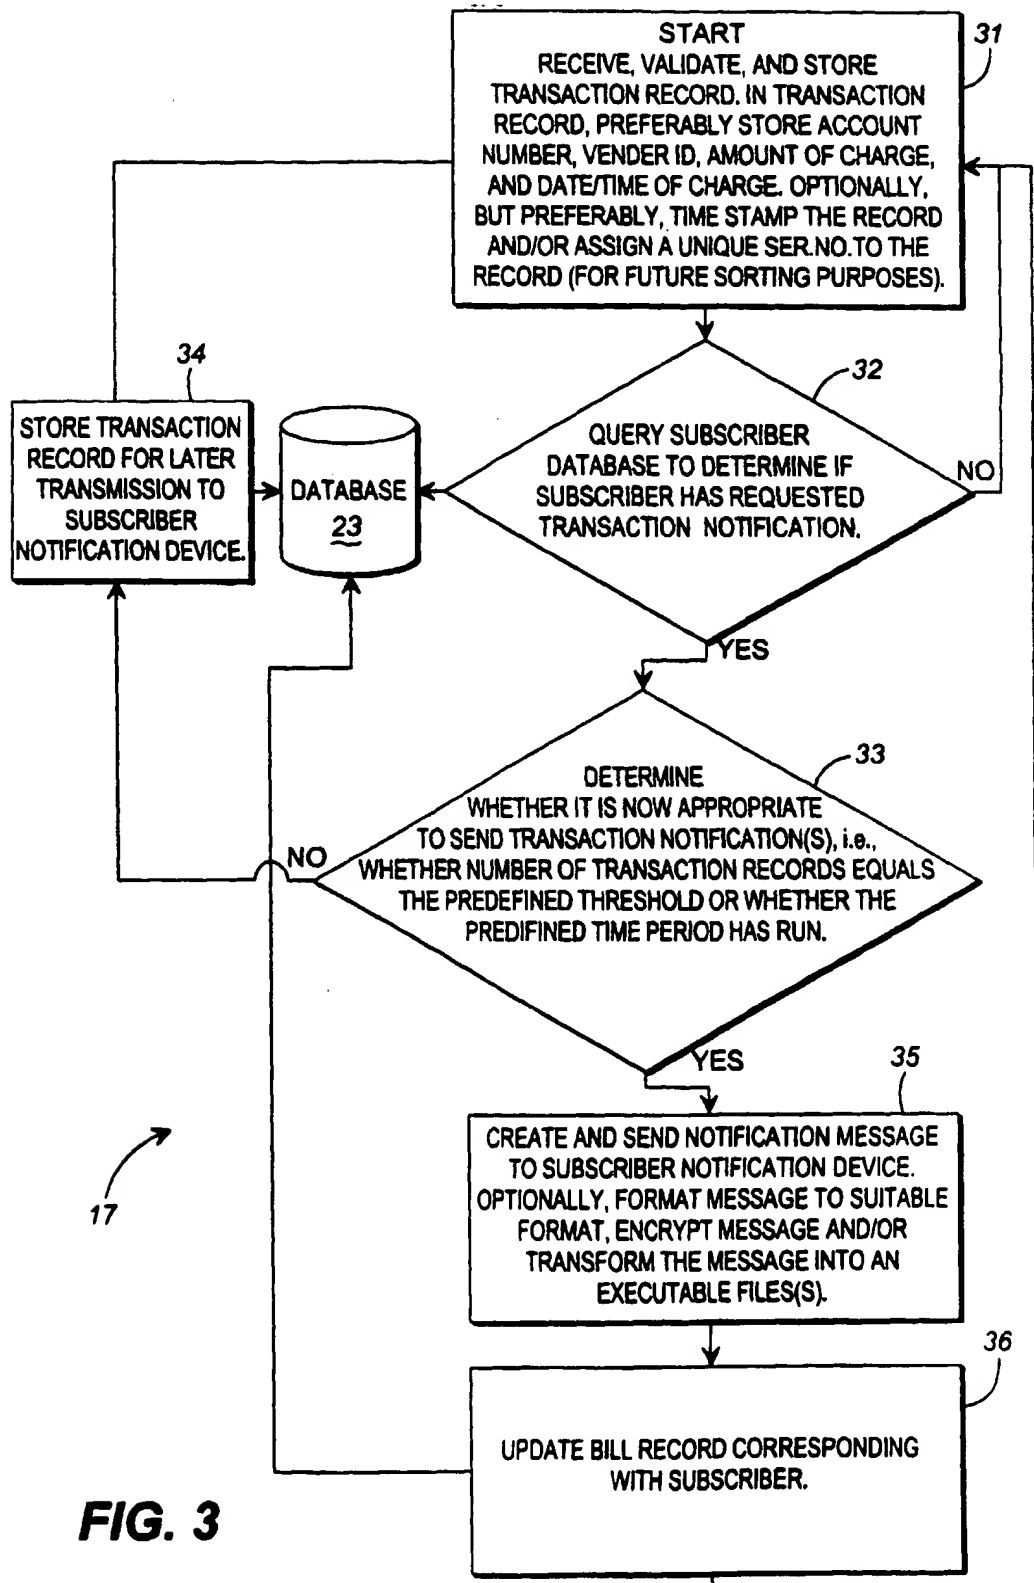 31
START
RECEIVE, VALIDATE, AND STORE
TRANSACTION RECORD. IN TRANSACTION
RECORD, PREFERABLY STORE ACCOUNT
NUMBER, VENDER ID, AMOUNT OF CHARGE,
AND DATE/TIME OF CHARGE. OPTIONALLY,
BUT PREFERABLY, TIME STAMP THE RECORD
AND/OR ASSIGN A UNIQUE SER.NO.TO THE
RECORD (FOR FUTURE SORTING PURPOSES).
34
STORE TRANSACTION
RECORD FOR LATER
TRANSMISSION TO
SUBSCRIBER
NOTIFICATION DEVICE.
DATABASE
23
32
QUERY SUBSCRIBER
DATABASE TO DETERMINE IF
SUBSCRIBER HAS REQUESTED
TRANSACTION NOTIFICATION.
NO
YES
33
DETERMINE
WHETHER IT IS NOW APPROPRIATE
TO SEND TRANSACTION NOTIFICATION(S), i.e.,
WHETHER NUMBER OF TRANSACTION RECORDS EQUALS
THE PREDEFINED THRESHOLD OR WHETHER THE
PREDIFINED TIME PERIOD HAS RUN.
NO
YES
35
CREATE AND SEND NOTIFICATION MESSAGE
TO SUBSCRIBER NOTIFICATION DEVICE.
OPTIONALLY, FORMAT MESSAGE TO SUITABLE
FORMAT, ENCRYPT MESSAGE AND/OR
TRANSFORM THE MESSAGE INTO AN
EXECUTABLE FILES(S).
17
36
UPDATE BILL RECORD CORRESPONDING
WITH SUBSCRIBER.
FIG. 3